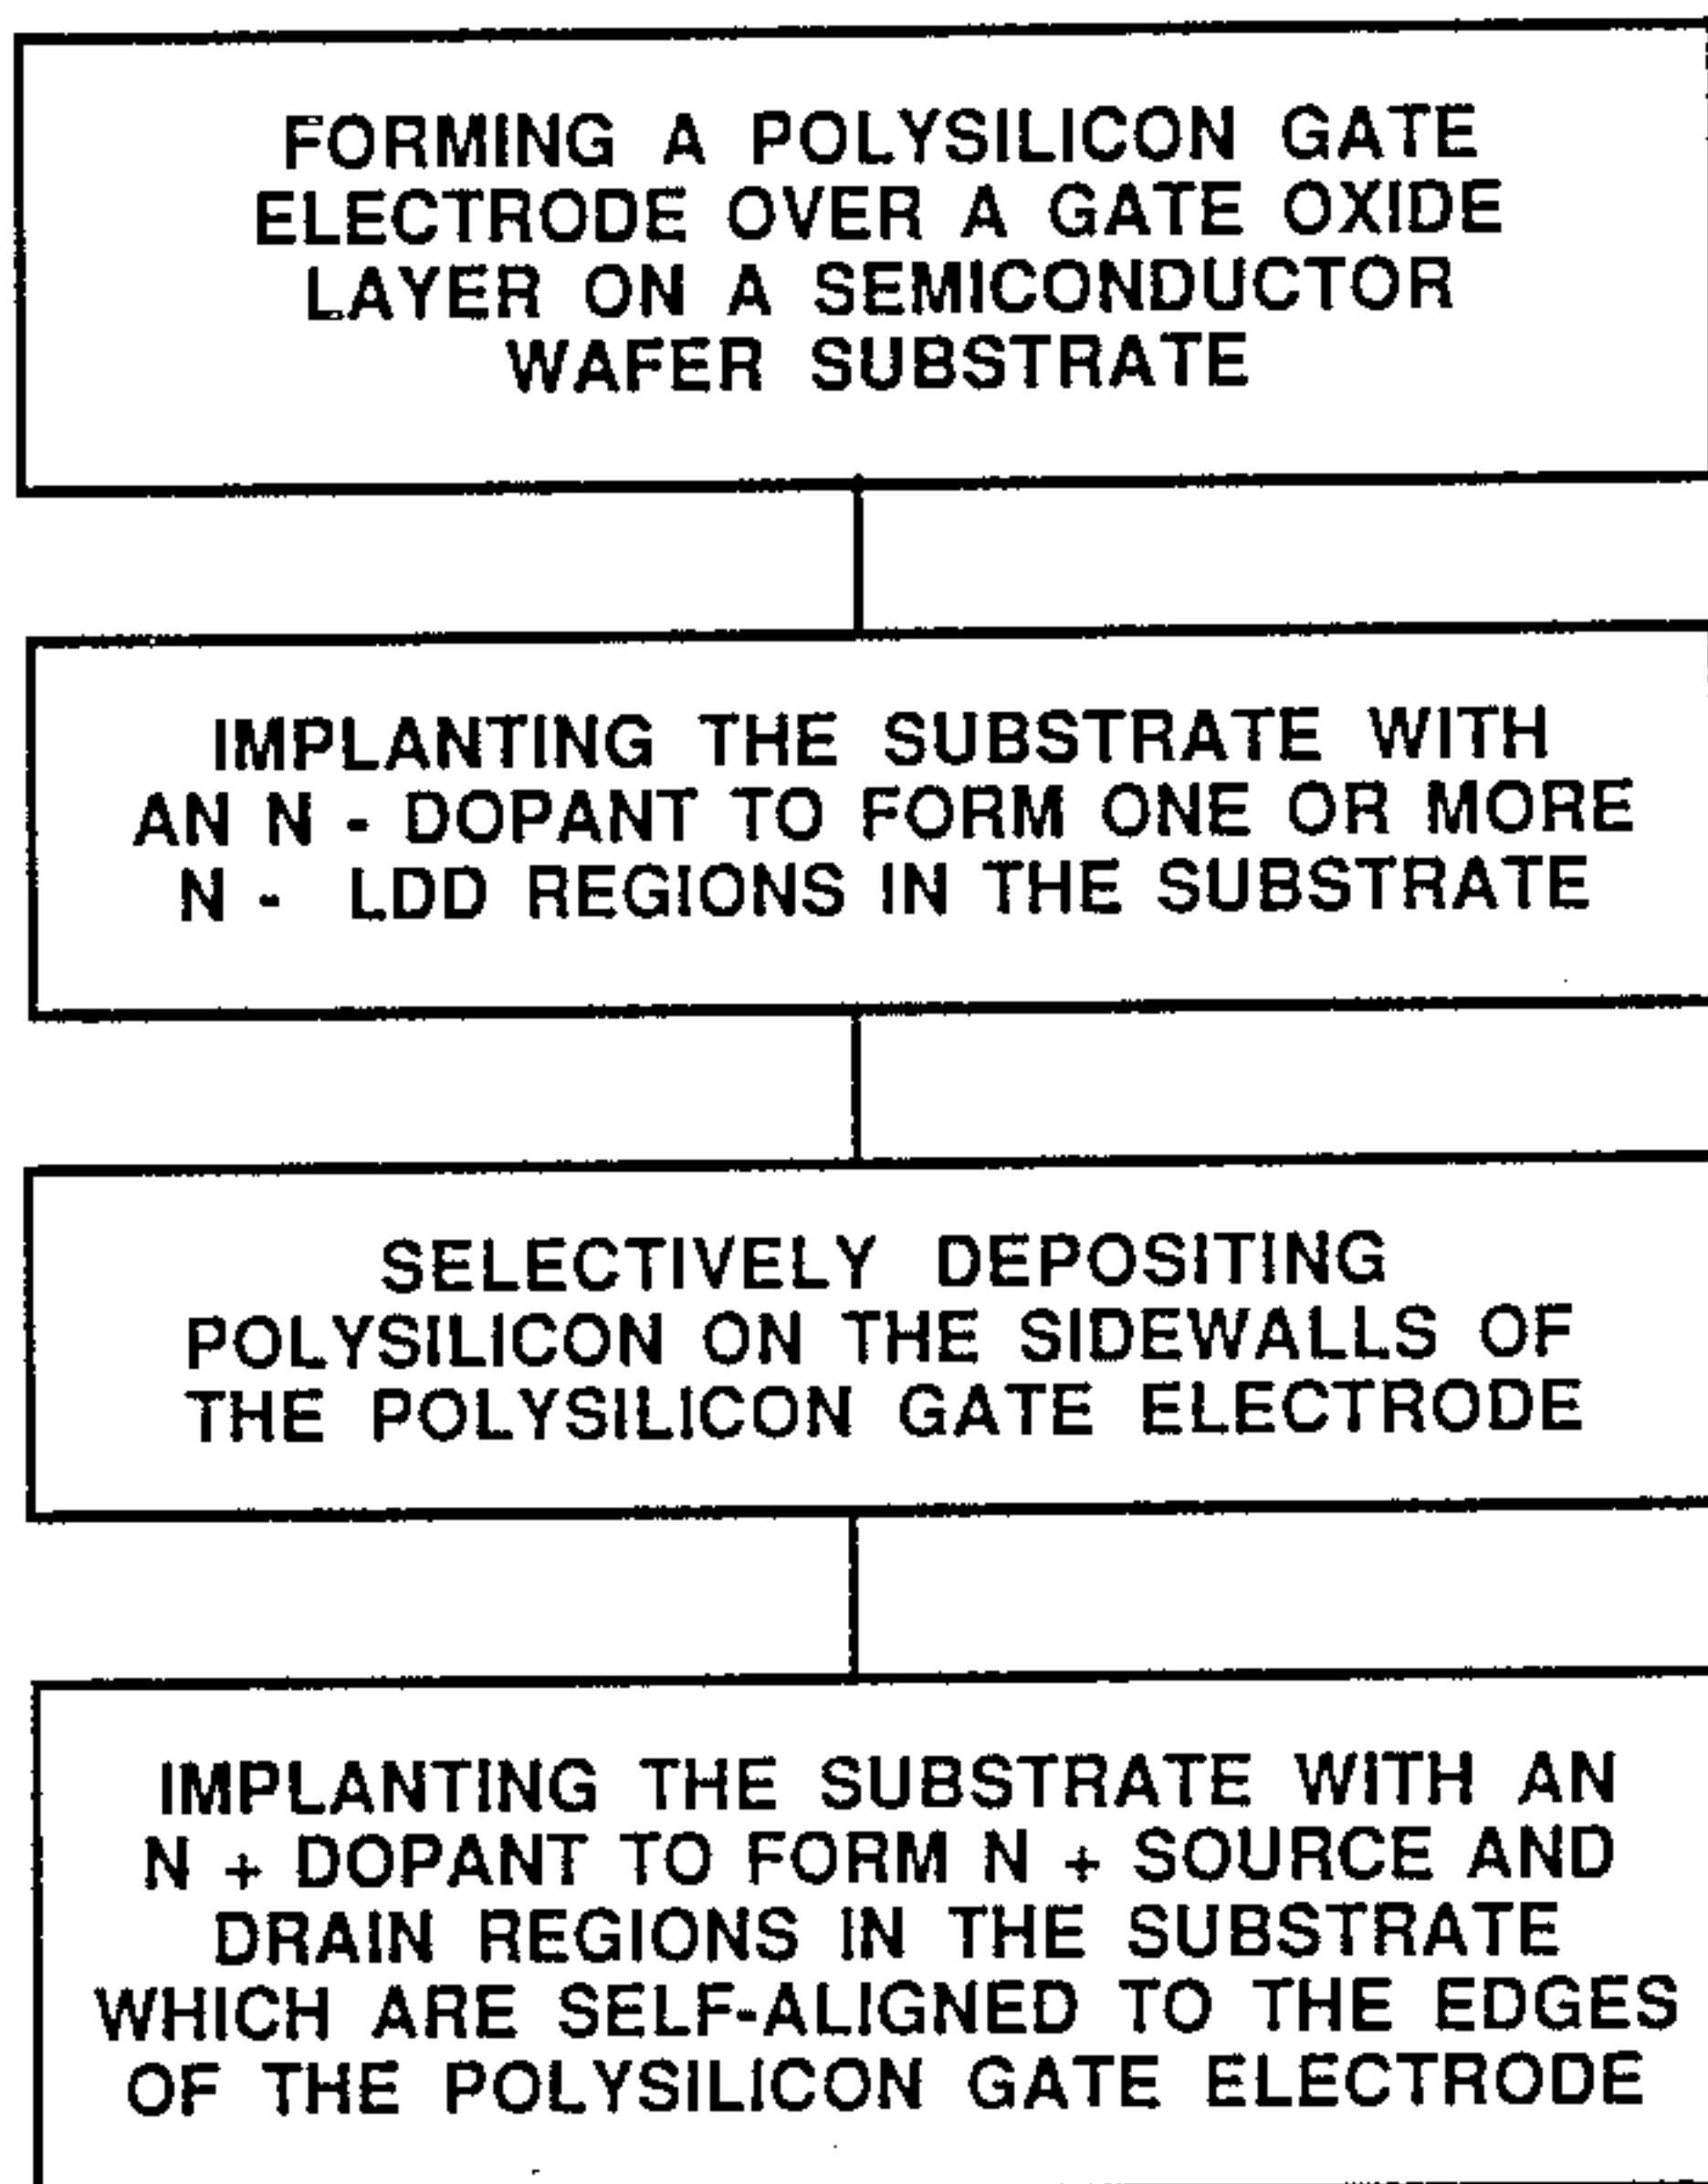 FORMING A POLYSILICON GATE
ELECTRODE OVER A GATE OXIDE
LAYER ON A SEMICONDUCTOR
WAFER SUBSTRATE
IMPLANTING THE SUBSTRATE WITH
AN N - DOPANT TO FORM ONE OR MORE
N - LDD REGIONS IN THE SUBSTRATE
SELECTIVELY DEPOSITING
POLYSILICON ON THE SIDEWALLS OF
THE POLYSILICON GATE ELECTRODE
IMPLANTING THE SUBSTRATE WITH AN
N + DOPANT TO FORM N + SOURCE AND
DRAIN REGIONS IN THE SUBSTRATE
WHICH ARE SELF-ALIGNED TO THE EDGES
OF THE POLYSILICON GATE ELECTRODE